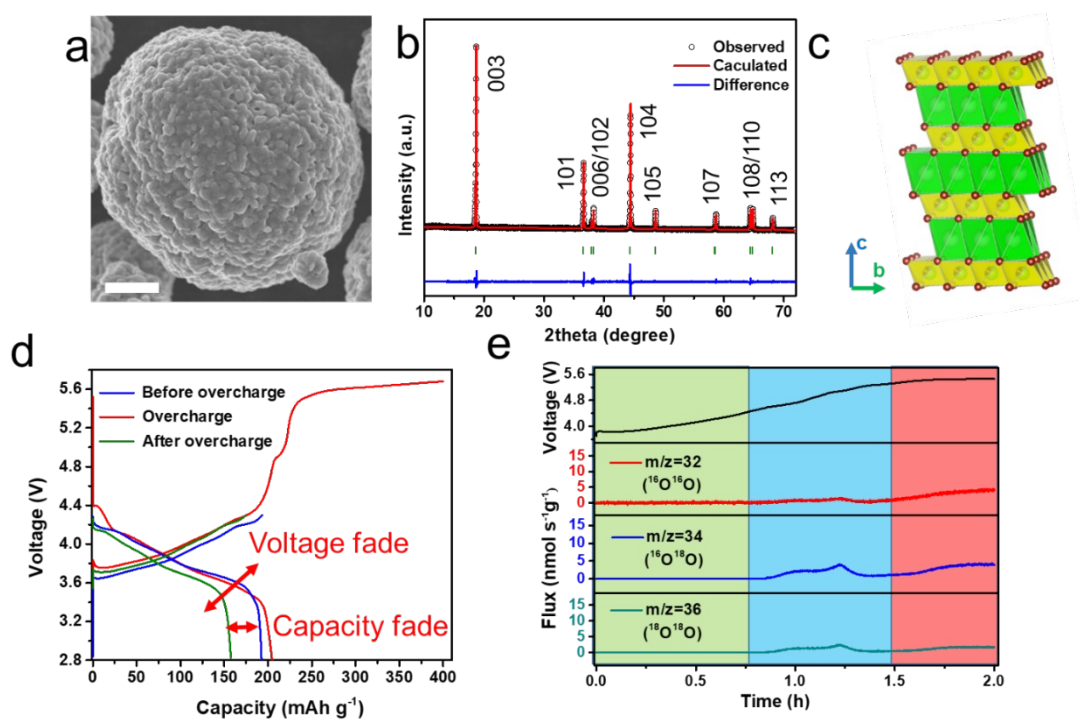 a
b
Intensity (a.u.)
003
101
006/102
104
105
107
108/110
113
Observed
Caculated
Difference
10 20 30 40 50 60 70
2theta (degree)
c
c
b
d
Voltage (V)
5.6
5.2
4.8
4.4
4.0
3.6
3.2
2.8
Before overcharge
Overcharge
After overcharge
Voltage fade
Capacity fade
0 50 100 150 200 250 300 350 400
Capacity (mAh g⁻¹)
e
Voltage (V)
5.6
4.8
4.0
Flux (nmol s⁻¹g⁻¹)
15
10
5
0
m/z=32
(¹⁶O¹⁶O)
15
10
5
0
m/z=34
(¹⁶O¹⁸O)
15
10
5
0
m/z=36
(¹⁸O¹⁸O)
0.0 0.5 1.0 1.5 2.0
Time (h)